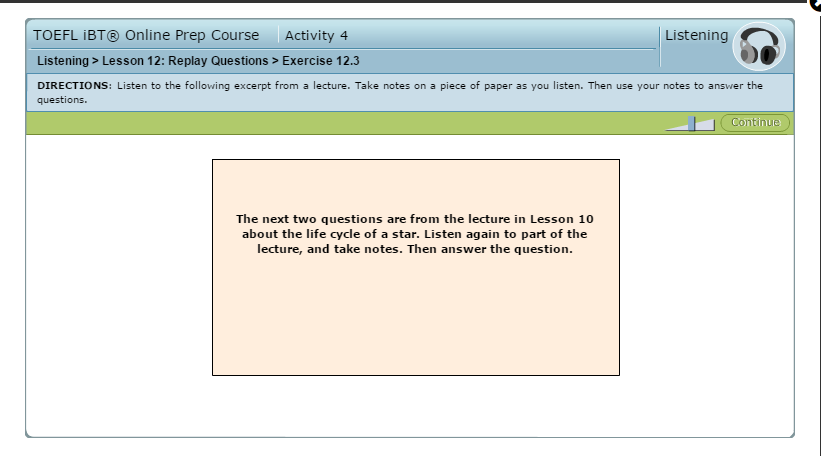 TOEFL iBT® Online Prep Course Activity 4 Listening
Listening > Lesson 12: Replay Questions > Exercise 12.3
DIRECTIONS: Listen to the following excerpt from a lecture. Take notes on a piece of paper as you listen. Then use your notes to answer the
questions.
Continue
The next two questions are from the lecture in Lesson 10
about the life cycle of a star. Listen again to part of the
lecture, and take notes. Then answer the question.